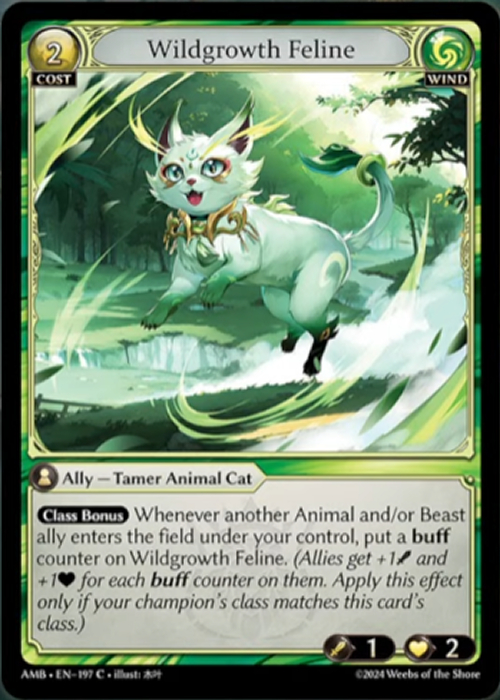 2
Wildgrowth Feline
COST
WIND
Ally — Tamer Animal Cat
Class Bonus Whenever another Animal and/or Beast
ally enters the field under your control, put a buff
counter on Wildgrowth Feline. (Allies get +1 and
+1 for each buff counter on them. Apply this effect
only if your champion's class matches this card's
class.)
1
2
AMB • EN-197 C • illust: 木叶
©2024 Weebs of the Shore